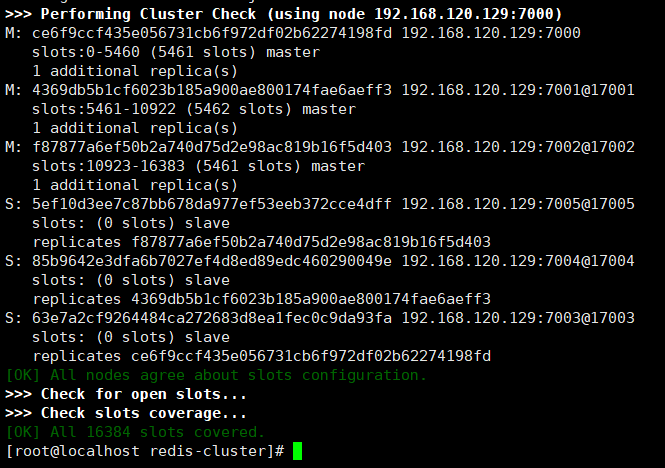 >>> Performing Cluster Check (using node 192.168.120.129:7000)
M: ce6f9ccf435e056731cb6f972df02b62274198fd 192.168.120.129:7000
   slots:0-5460 (5461 slots) master
   1 additional replica(s)
M: 4369db5b1cf6023b185a900ae800174fae6aeff3 192.168.120.129:7001@17001
   slots:5461-10922 (5462 slots) master
   1 additional replica(s)
M: f87877a6ef50b2a740d75d2e98ac819b16f5d403 192.168.120.129:7002@17002
   slots:10923-16383 (5461 slots) master
   1 additional replica(s)
S: 5ef10d3ee7c87bb678da977ef53eeb372cce4dff 192.168.120.129:7005@17005
   slots: (0 slots) slave
   replicates f87877a6ef50b2a740d75d2e98ac819b16f5d403
S: 85b9642e3dfa6b7027ef4d8ed89edc460290049e 192.168.120.129:7004@17004
   slots: (0 slots) slave
   replicates 4369db5b1cf6023b185a900ae800174fae6aeff3
S: 63e7a2cf9264484ca272683d8ea1fec0c9da93fa 192.168.120.129:7003@17003
   slots: (0 slots) slave
   replicates ce6f9ccf435e056731cb6f972df02b62274198fd
[OK] All nodes agree about slots configuration.
>>> Check for open slots...
>>> Check slots coverage...
[OK] All 16384 slots covered.
[root@localhost redis-cluster]#